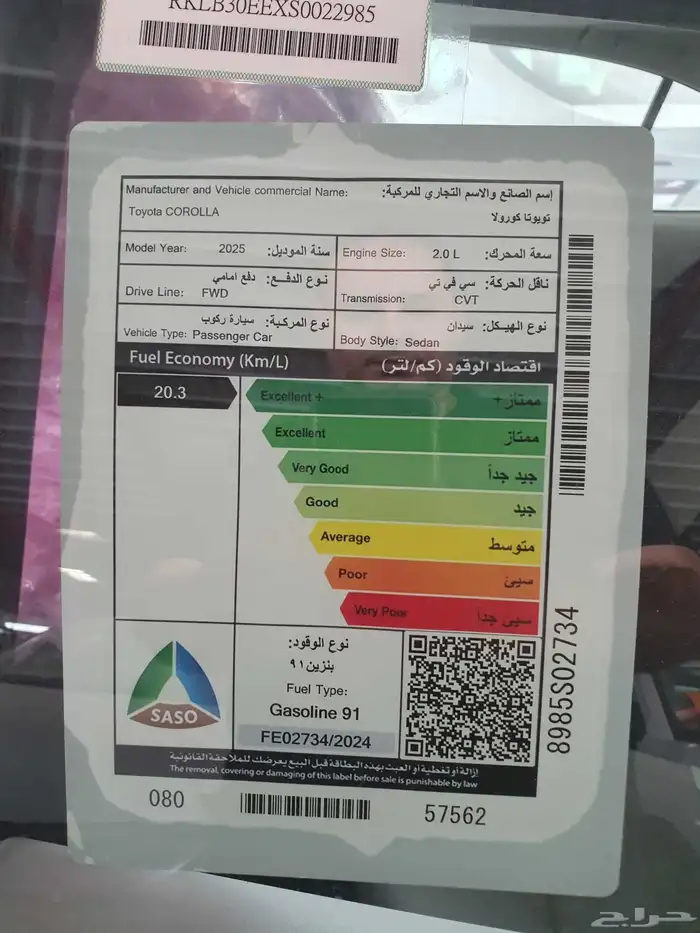 RKLB30EEXS0022985
Manufacturer and Vehicle commercial Name: إسم الصانع والاسم التجاري للمركبة:
Toyota COROLLA تويوتا كورولا
Model Year: 2025 سنة الموديل:
Engine Size: 2.0 L سعة المحرك:
نوع الدفع: دفع امامي
Drive Line: FWD
ناقل الحركة: سي في تي
Transmission: CVT
نوع المركبة: سيارة ركوب
Vehicle Type: Passenger Car
نوع الهيكل: سيدان
Body Style: Sedan
Fuel Economy (Km/L) اقتصاد الوقود (كم/لتر)
20.3
Excellent + ممتاز +
Excellent ممتاز
Very Good جيد جداً
Good جيد
Average متوسط
Poor سيئ
Very Poor سيئ جدا
SASO
نوع الوقود:
بنزين ٩١
Fuel Type:
Gasoline 91
FE02734/2024
إزالة أو تغطية أو العبث بهذه البطاقة قبل البيع يعرضك للملاحقة القانونية
The removal, covering or damaging of this label before sale is punishable by law
080
57562
8985S02734
حراج